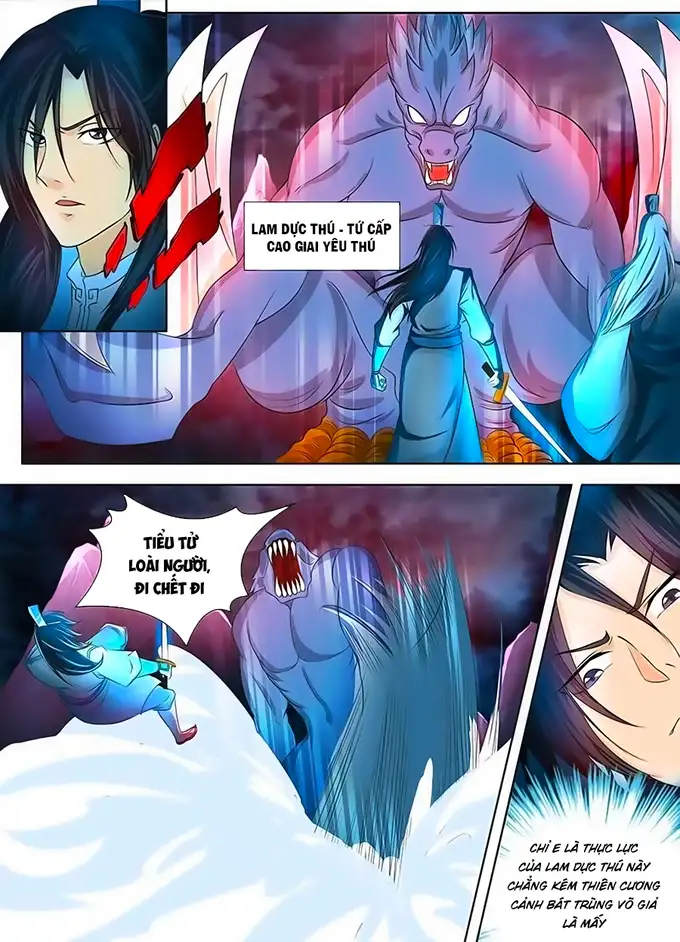 LAM DỰC THÚ - TỨ CẤP
CAO GIAI YÊU THÚ
TIỂU TỬ
LOÀI NGƯỜI,
ĐI CHẾT ĐI
CHỈ E LÀ THỰC LỰC
CỦA LAM DỰC THÚ NÀY
CHẲNG KÉM THIÊN CƯƠNG
CẢNH BÁT TRÙNG VÕ GIẢ
LÀ MẤY